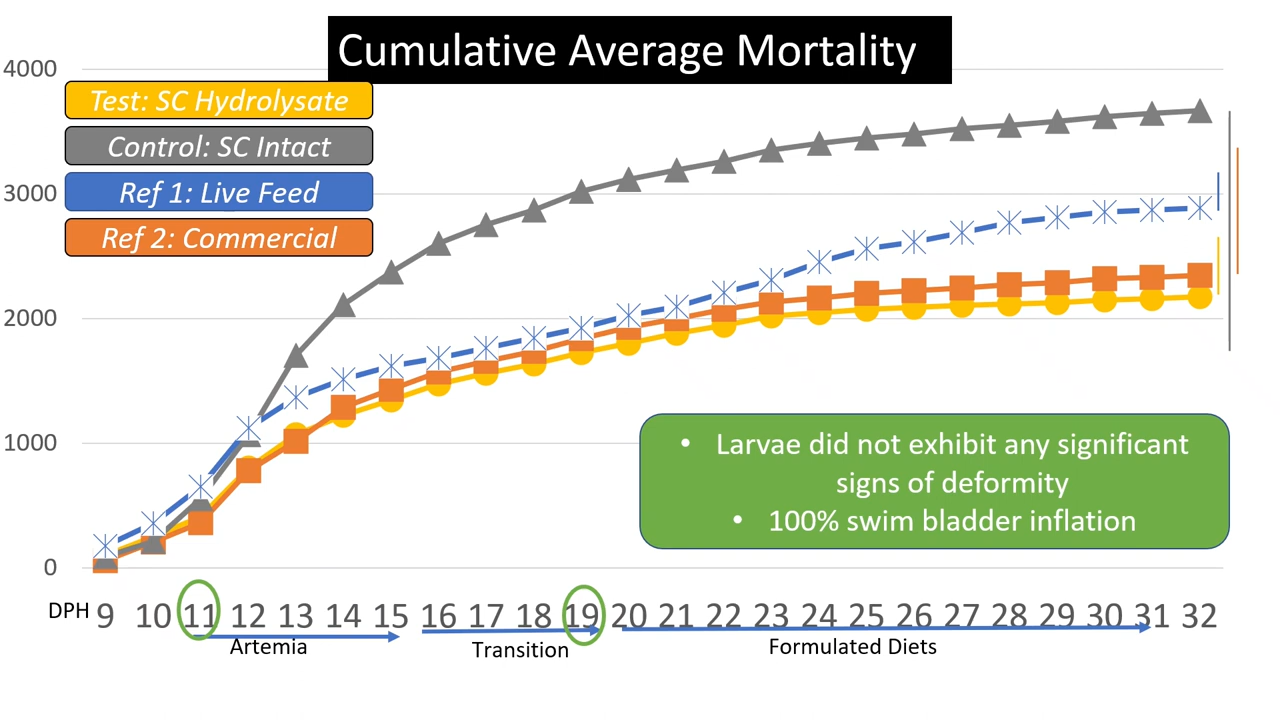 Cumulative Average Mortality
4000
Test: SC Hydrolysate
Control: SC Intact
3000
Ref 1: Live Feed
Ref 2: Commercial
2000
1000
• Larvae did not exhibit any significant
signs of deformity
• 100% swim bladder inflation
0
DPH 9 10 11 12 13 14 15 16 17 18 19 20 21 22 23 24 25 26 27 28 29 30 31 32
Artemia
Transition
Formulated Diets